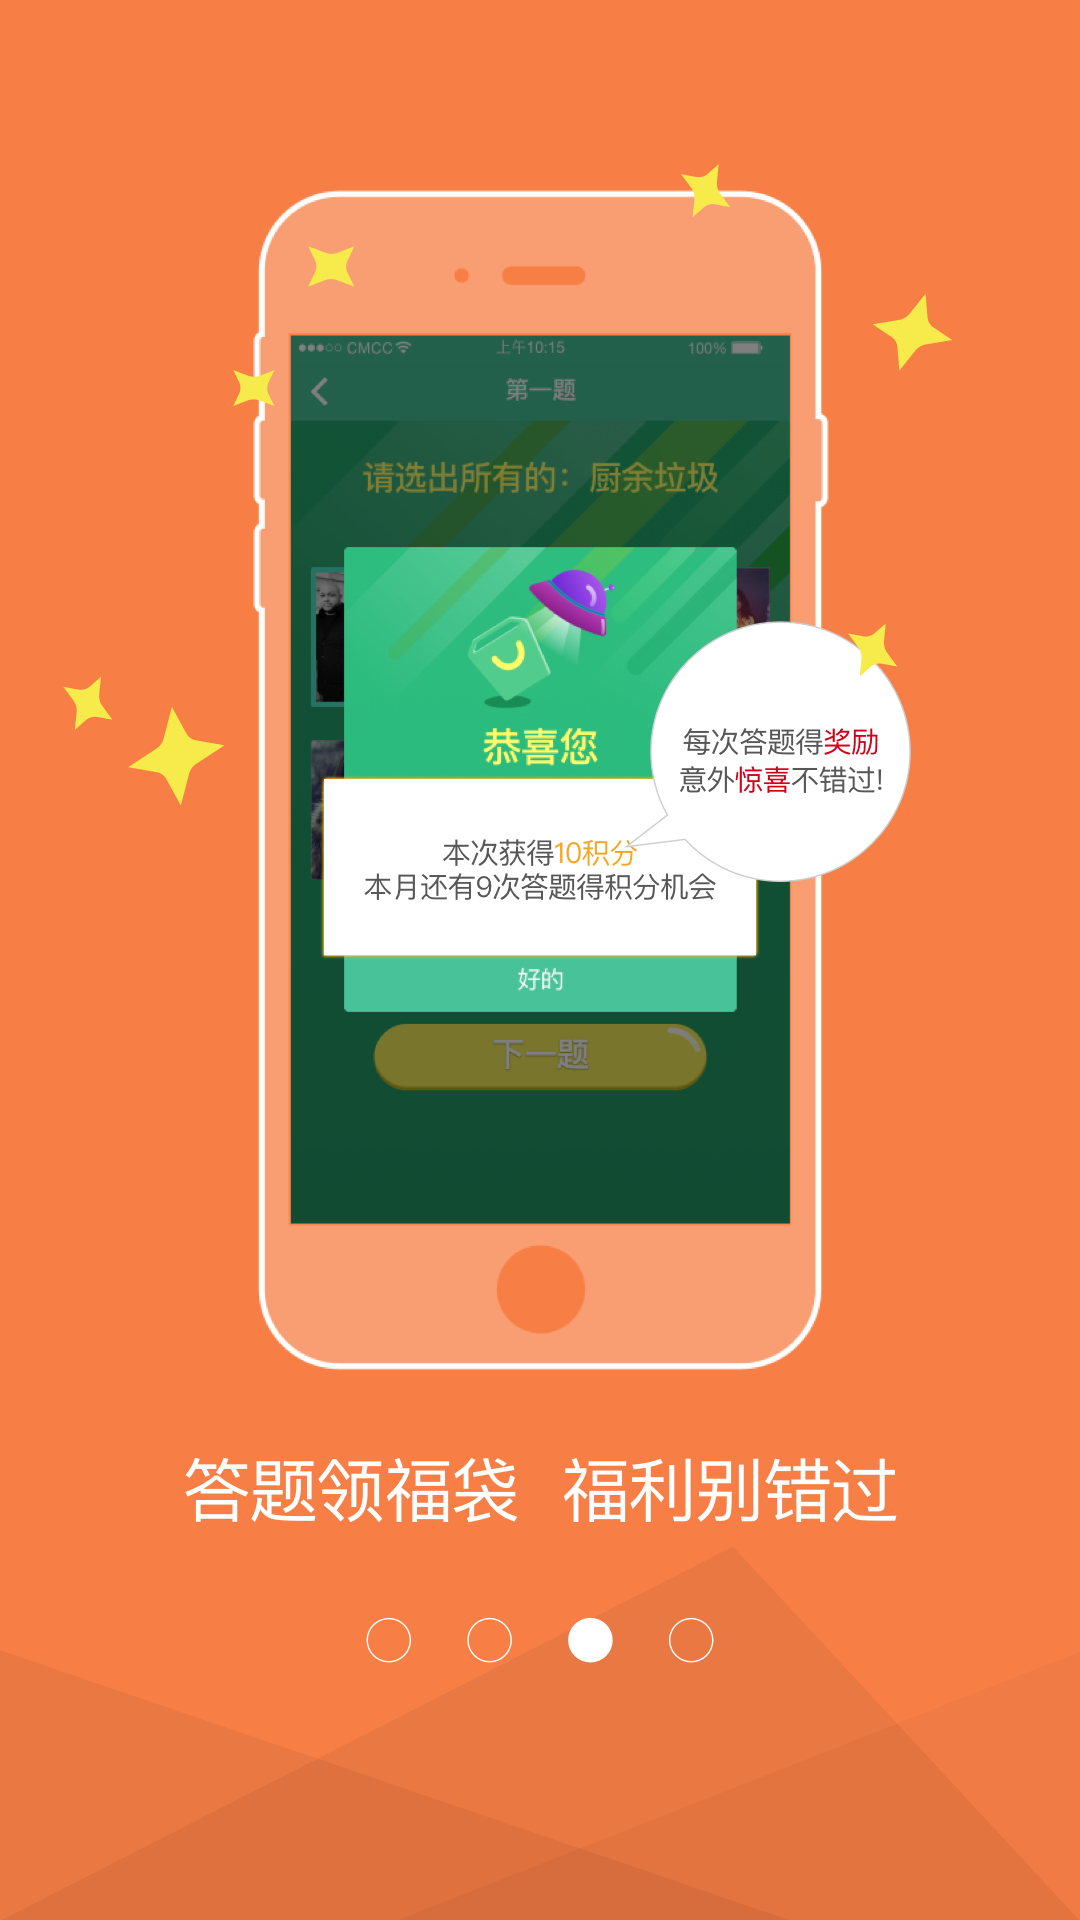 CMCC 上午10:15 100%
第一题
请选出所有的：厨余垃圾
恭喜您
每次答题得奖励
意外惊喜不错过!
本次获得10积分
本月还有9次答题得积分机会
好的
下一题
答题领福袋 福利别错过